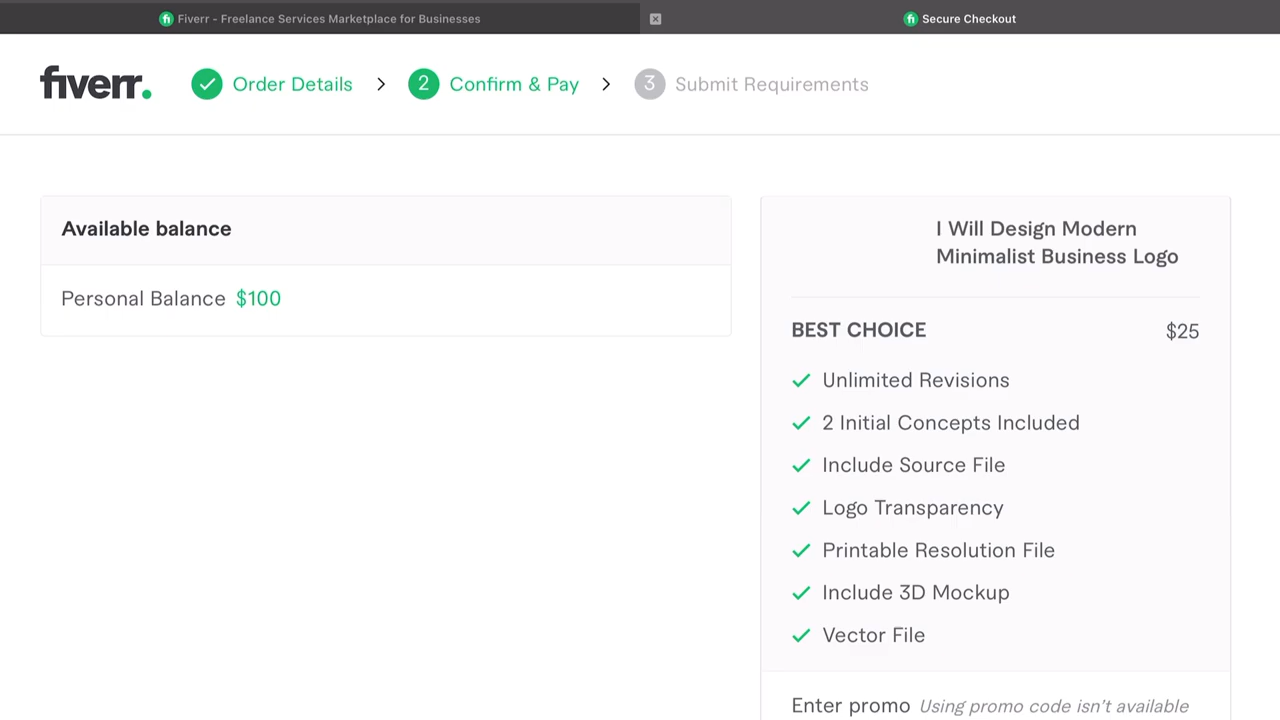 Fiverr - Freelance Services Marketplace for Businesses
Secure Checkout
fiverr.
Order Details
2 Confirm & Pay
3 Submit Requirements
Available balance
Personal Balance $100
I Will Design Modern
Minimalist Business Logo
BEST CHOICE $25
Unlimited Revisions
2 Initial Concepts Included
Include Source File
Logo Transparency
Printable Resolution File
Include 3D Mockup
Vector File
Enter promo Using promo code isn't available